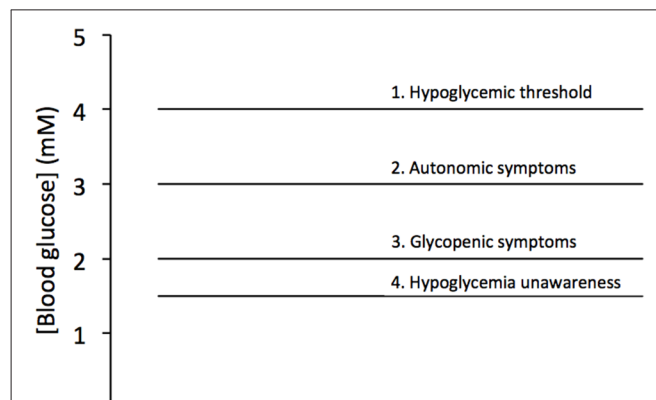 5
1. Hypoglycemic threshold
4
2. Autonomic symptoms
3
3. Glycopenic symptoms
2
4. Hypoglycemia unawareness
1
[Blood glucose] (mM)